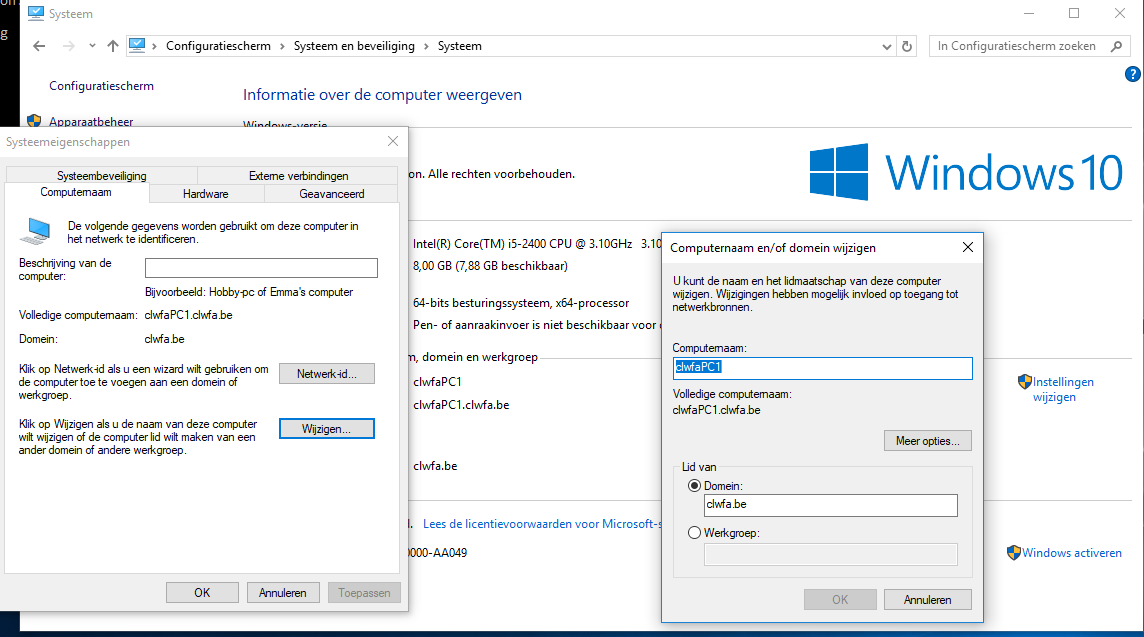 Systeem
Configuratiescherm > Systeem en beveiliging > Systeem
In Configuratiescherm zoeken
?
Configuratiescherm
Apparaatbeheer
Informatie over de computer weergeven
Windows-versie
on. Alle rechten voorbehouden.
Windows 10
Intel(R) Core(TM) i5-2400 CPU @ 3.10GHz 3.10
8,00 GB (7,88 GB beschikbaar)
64-bits besturingssysteem, x64-processor
Pen- of aanraakinvoer is niet beschikbaar voor
m, domein en werkgroep
clwfaPC1
clwfaPC1.clwfa.be
clwfa.be
Instellingen
wijzigen
Lees de licentievoorwaarden voor Microsoft-s
0000-AA049
Windows activeren
Systeemeigenschappen
Systeembeveiliging
Externe verbindingen
Computernaam
Hardware
Geavanceerd
De volgende gegevens worden gebruikt om deze computer in
het netwerk te identificeren.
Beschrijving van de
computer:
Bijvoorbeeld: Hobby-pc of Emma's computer
Volledige computernaam: clwfaPC1.clwfa.be
Domein: clwfa.be
Klik op Netwerk-id als u een wizard wilt gebruiken om
de computer toe te voegen aan een domein of
werkgroep.
Netwerk-id...
Klik op Wijzigen als u de naam van deze computer
wilt wijzigen of de computer lid wilt maken van een
ander domein of andere werkgroep.
Wijzigen...
OK
Annuleren
Toepassen
Computernaam en/of domein wijzigen
U kunt de naam en het lidmaatschap van deze computer
wijzigen. Wijzigingen hebben mogelijk invloed op toegang tot
netwerkbronnen.
Computernaam:
clwfaPC1
Volledige computernaam:
clwfaPC1.clwfa.be
Meer opties...
Lid van
Domein:
clwfa.be
Werkgroep:
OK
Annuleren